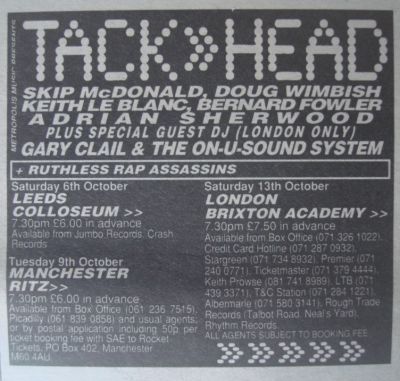 METROPOLIS MUSIC PRESENTS
TACK>>HEAD
SKIP McDONALD, DOUG WIMBISH
KEITH LE BLANC, BERNARD FOWLER
ADRIAN SHERWOOD
PLUS SPECIAL GUEST DJ (LONDON ONLY)
GARY CLAIL & THE ON-U-SOUND SYSTEM
+ RUTHLESS RAP ASSASSINS
Saturday 6th October
LEEDS
COLLOSEUM >>
7.30pm £6.00 in advance
Available from Jumbo Records, Crash
Records
Tuesday 9th October
MANCHESTER
RITZ>>
7.30pm £6.00 in advance
Available from Box Office (061 236 7515),
Picadilly (061 839 0858) and usual agents,
or by postal application including 50p per
ticket booking fee with SAE to Rocket
Tickets, PO Box 402, Manchester
M60 4AU
Saturday 13th October
LONDON
BRIXTON ACADEMY >>
7.30pm £7.50 in advance
Available from Box Office (071 326 1022),
Credit Card Hotline (071 287 0932),
Stargreen (071 734 8932), Premier (071
240 0771), Ticketmaster (071 379 4444),
Keith Prowse (081 741 8989), LTB (071
439 3371), T&C Station (071 284 1221),
Albermarle (071 580 3141), Rough Trade
Records (Talbot Road, Neal's Yard),
Rhythm Records
ALL AGENTS SUBJECT TO BOOKING FEE
>>>>>>